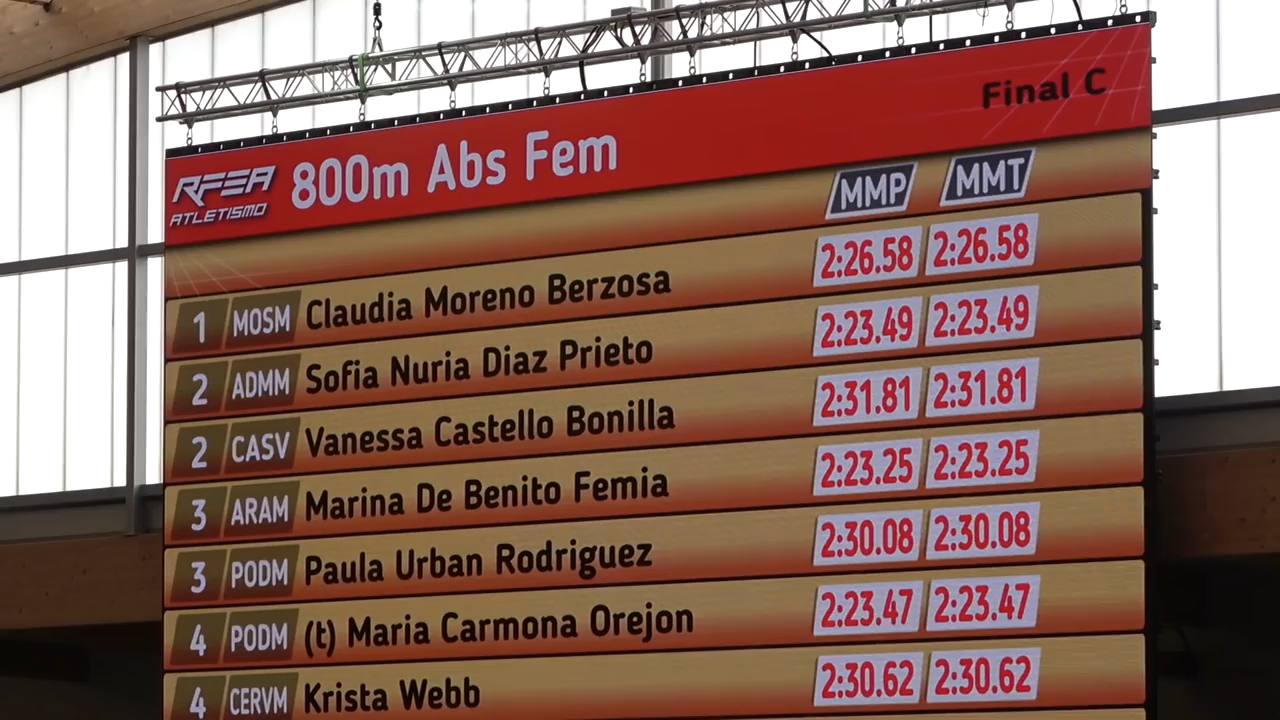 Final C
RFEA ATLETISMO 800m Abs Fem
MMP MMT
1 MOSM Claudia Moreno Berzosa 2:26.58 2:26.58
2 ADMM Sofia Nuria Diaz Prieto 2:23.49 2:23.49
2 CASV Vanessa Castello Bonilla 2:31.81 2:31.81
3 ARAM Marina De Benito Femia 2:23.25 2:23.25
3 PODM Paula Urban Rodriguez 2:30.08 2:30.08
4 PODM (t) Maria Carmona Orejon 2:23.47 2:23.47
4 CERVM Krista Webb 2:30.62 2:30.62